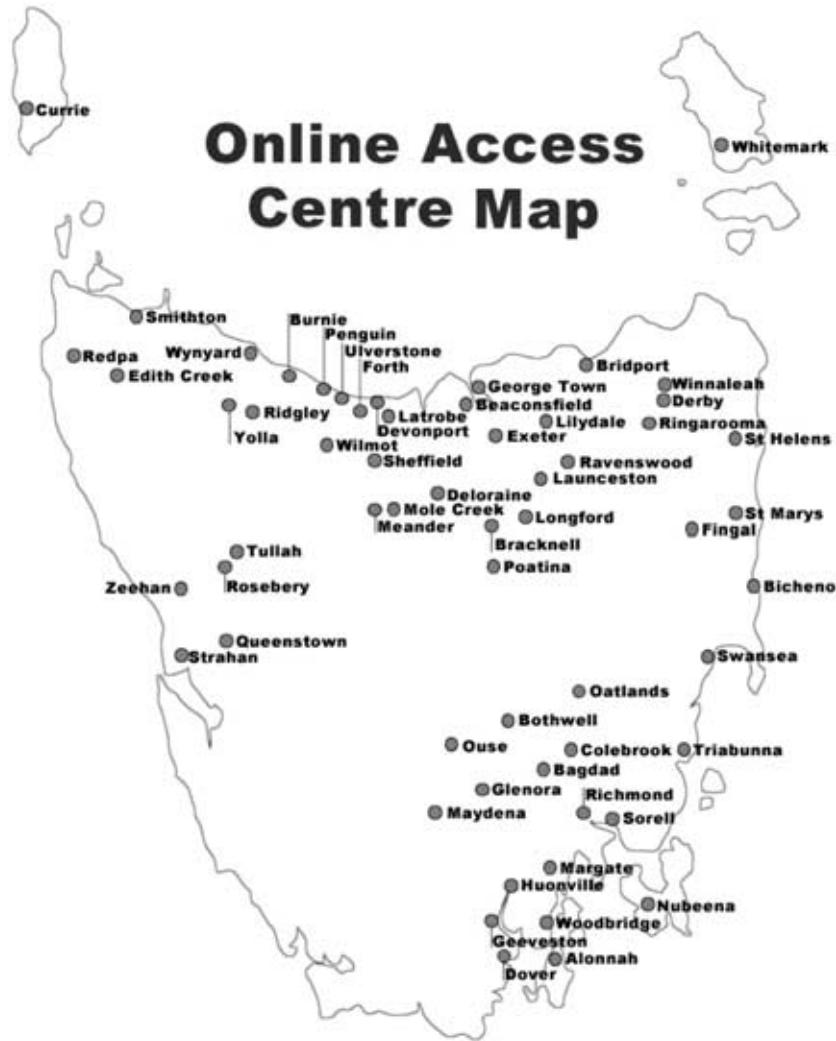 Currie
Online Access
Centre Map
Whitemark
Smithton
Burnie
Penguin
Ulverstone
Forth
Redpa
Wynyard
Edith Creek
Bridport
George Town
Winnaleah
Beaconsfield
Derby
Ridgley
Latrobe
Lilydale
Ringarooma
Yolla
Devonport
Exeter
St Helens
Wilmot
Sheffield
Ravenswood
Launceston
Deloraine
Mole Creek
Longford
St Marys
Meander
Fingal
Bracknell
Tullah
Poatina
Zeehan
Rosebery
Bicheno
Queenstown
Strahan
Swansea
Oatlands
Bothwell
Ouse
Colebrook
Triabunna
Bagdad
Glenora
Richmond
Maydena
Sorell
Margate
Huonville
Nubeena
Woodbridge
Geeveston
Alonnah
Dover